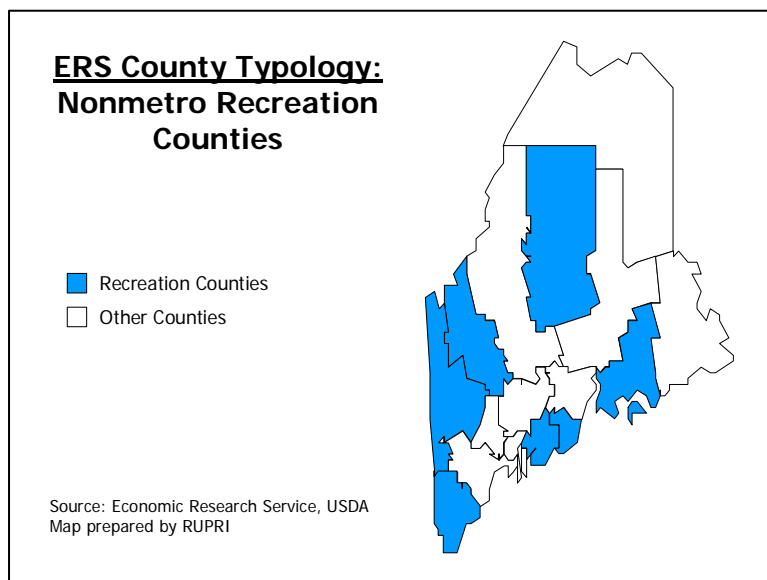 ERS County Typology:
Nonmetro Recreation
Counties
Recreation Counties
Other Counties
Source: Economic Research Service, USDA
Map prepared by RUPRI